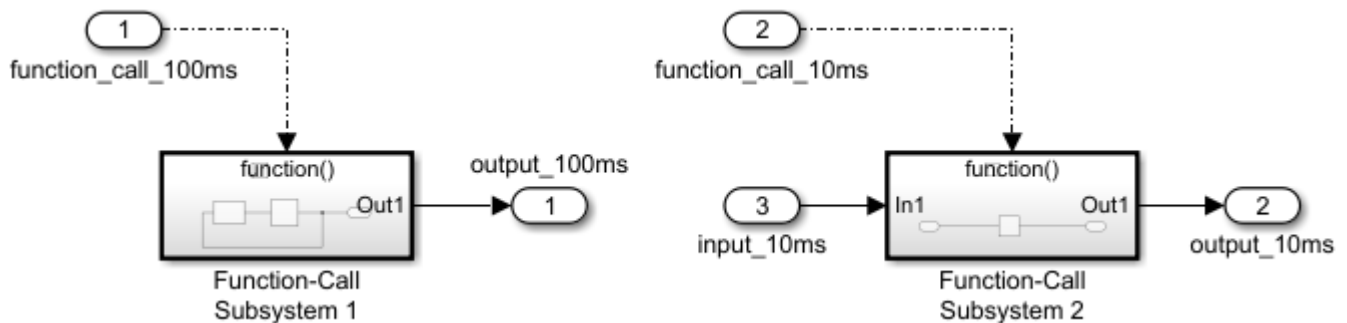 1
function_call_100ms
function()
Out1
output_100ms
1
Function-Call
Subsystem 1
2
function_call_10ms
3
input_10ms
function()
In1
Out1
2
output_10ms
Function-Call
Subsystem 2